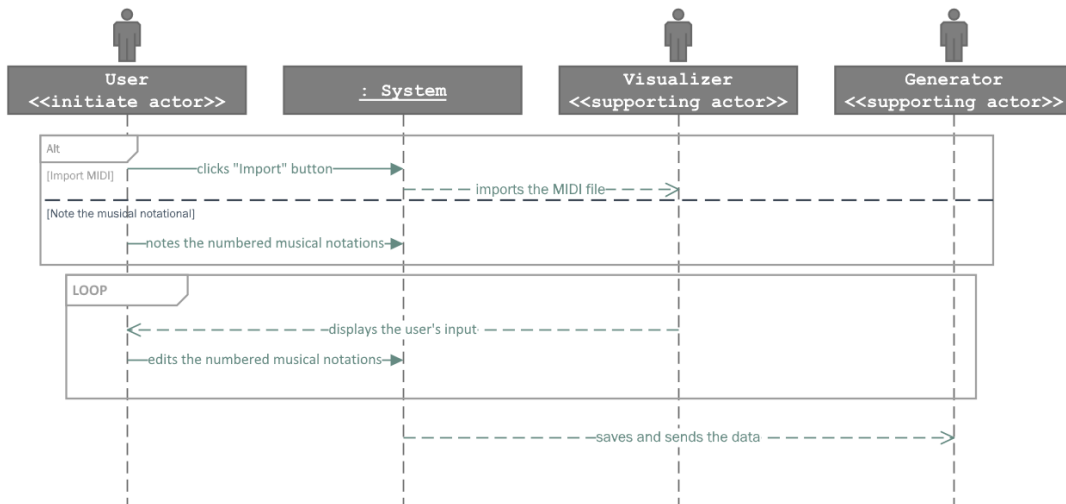 User
<<initiate actor>>
: System
Visualizer
<<supporting actor>>
Generator
<<supporting actor>>
Alt
[Import MIDI]
clicks "Import" button
imports the MIDI file
[Note the musical notational]
notes the numbered musical notations
LOOP
displays the user's input
edits the numbered musical notations
saves and sends the data